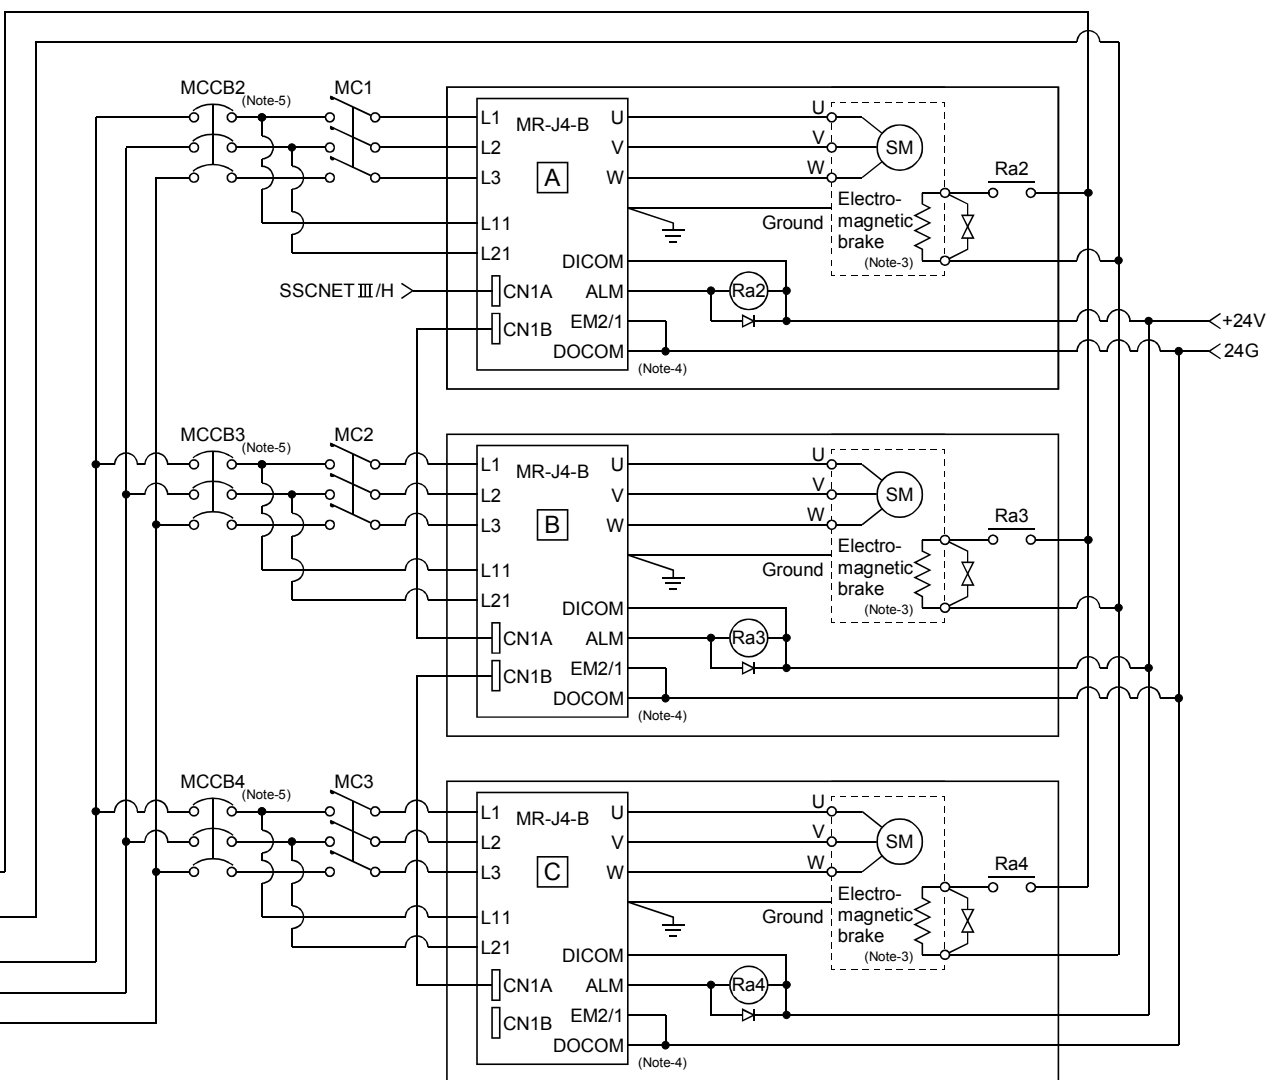 MCCB2 (Note-5) MC1
L1 MR-J4-B U U
L2 V V SM
L3 A W W
Ra2
Electro-
Ground magnetic
brake
(Note-3)
L11
L21
DICOM
SSCNETⅢ/H CN1A ALM Ra2
CN1B EM2/1 +24V
DOCOM 24G
(Note-4)
MCCB3 (Note-5) MC2
L1 MR-J4-B U U
L2 V V SM
L3 B W W
Ra3
Electro-
Ground magnetic
brake
(Note-3)
L11
L21
DICOM
CN1A ALM Ra3
CN1B EM2/1
DOCOM
(Note-4)
MCCB4 (Note-5) MC3
L1 MR-J4-B U U
L2 V V SM
L3 C W W
Ra4
Electro-
Ground magnetic
brake
(Note-3)
L11
L21
DICOM
CN1A ALM Ra4
CN1B EM2/1
DOCOM
(Note-4)